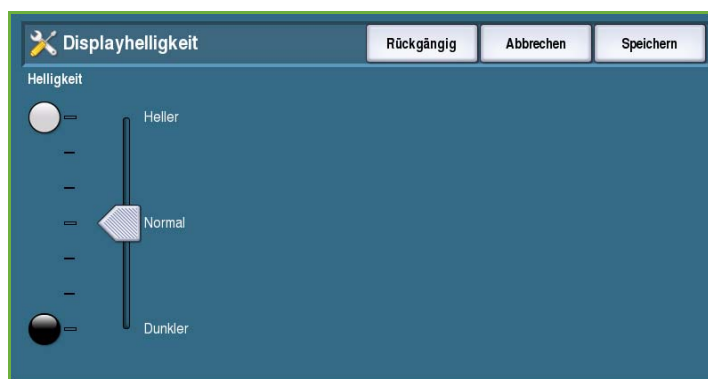 Displayhelligkeit
Rückgängig
Abbrechen
Speichern
Helligkeit
Heller
Normal
Dunkler